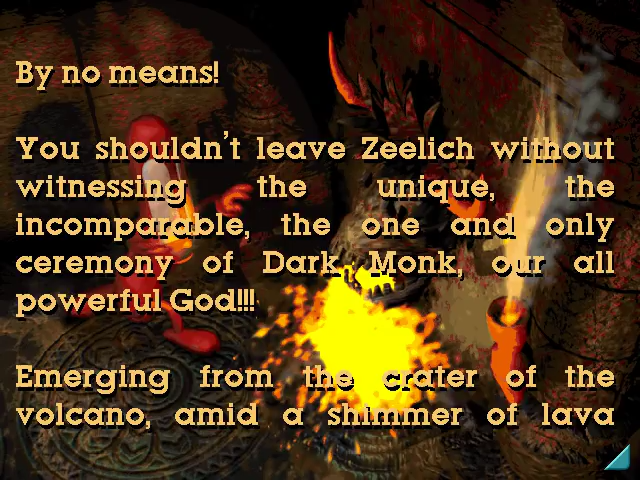 By no means!
You shouldn't leave Zeelich without
witnessing the unique, the
incomparable, the one and only
ceremony of Dark Monk, our all
powerful God!!!
Emerging from the crater of the
volcano, amid a shimmer of lava